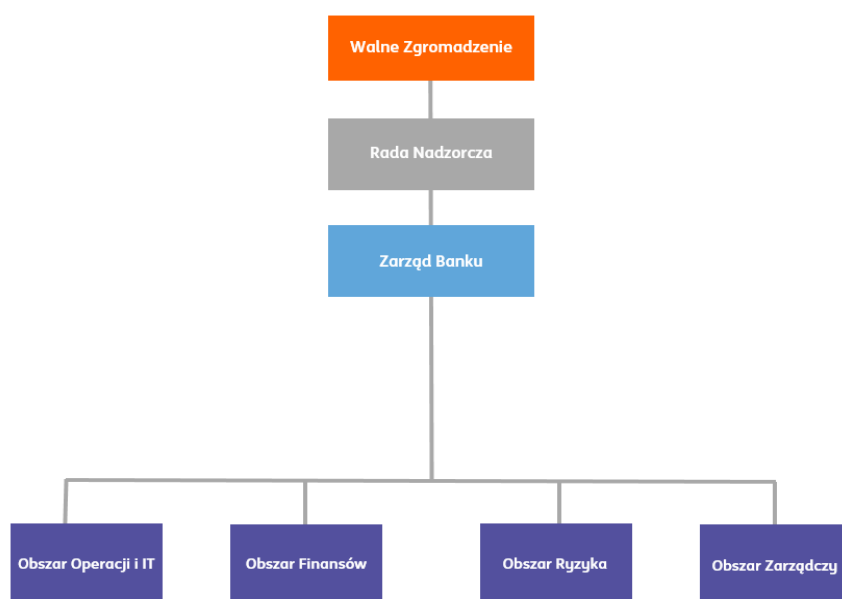 Walne Zgromadzenie
Rada Nadzorcza
Zarząd Banku
Obszar Operacji i IT
Obszar Finansów
Obszar Ryzyka
Obszar Zarządczy